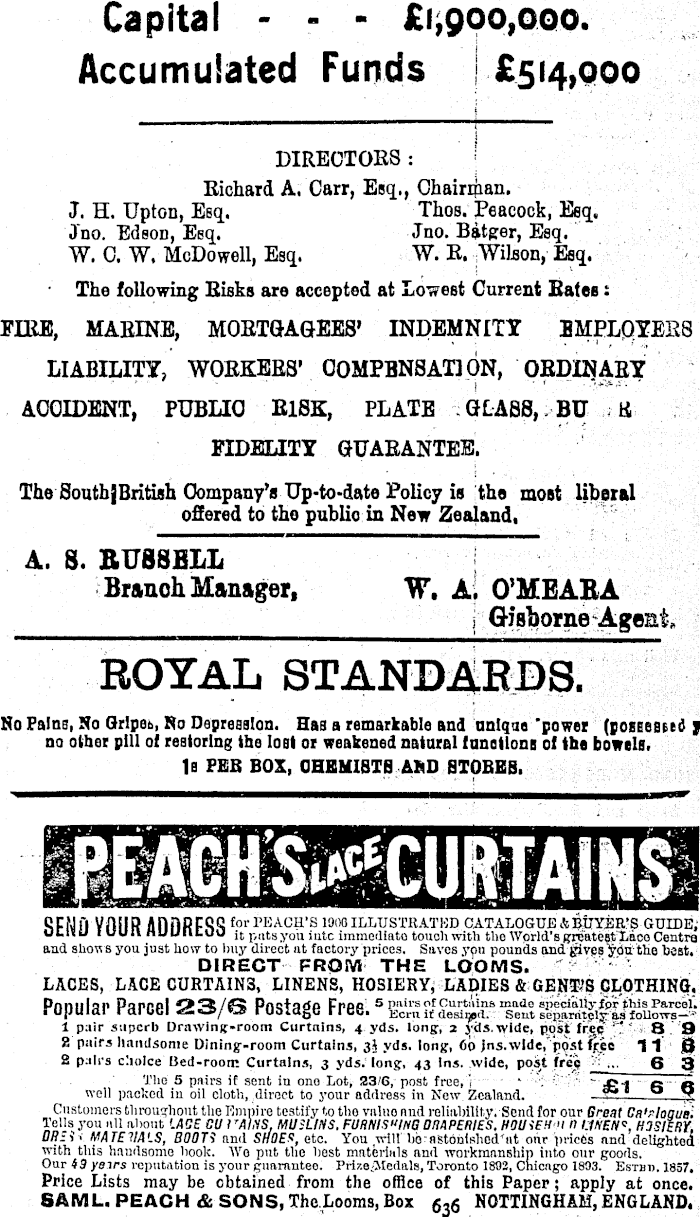 Capital - - - £1,900,000.
Accumulated Funds £514,000
DIRECTORS :
Richard A. Carr, Esq., Chairman.
J. H. Upton, Esq. Thos. Peacock, Esq.
Jno. Edson, Esq. Jno. Batger, Esq.
W. C. W. McDowell, Esq. W. R. Wilson, Esq.
The following Risks are accepted at Lowest Current Rates :
FIRE, MARINE, MORTGAGEES' INDEMNITY EMPLOYERS
LIABILITY, WORKERS' COMPENSATION, ORDINARY
ACCIDENT, PUBLIC RISK, PLATE GLASS,
FIDELITY GUARANTEE.
The South British Company's Up-to-date Policy is the most liberal
offered to the public in New Zealand.
A. S. RUSSELL
Branch Manager,
W. A. O'MEARA
Gisborne Agent.
ROYAL STANDARDS.
No Pains, No Gripes, No Depression. Has a remarkable and unique power (possessed
no other pill of restoring the lost or weakened natural functions of the bowels.
1s PER BOX, CHEMISTS AND STORES.
PEACH'S LACE CURTAINS
SEND YOUR ADDRESS for PEACH'S 1906 ILLUSTRATED CATALOGUE & BUYER'S GUIDE,
it puts you into immediate touch with the World's greatest Lace Centre
and shows you just how to buy direct at factory prices. Saves you pounds and gives you the best.
DIRECT FROM THE LOOMS.
LACES, LACE CURTAINS, LINENS, HOSIERY, LADIES & GENT'S CLOTHING.
Popular Parcel 23/6 Postage Free. 5 pairs of Curtains made specially for this Parcel.
Ecru if desired. Sent separately as follows—
1 pair superb Drawing-room Curtains, 4 yds. long, 2 yds. wide, post free 8 9
2 pairs handsome Dining-room Curtains, 3½ yds. long, 60 ins. wide, post free 11 6
2 pairs choice Bed-room Curtains, 3 yds. long, 43 ins. wide, post free ... 6 3
The 5 pairs if sent in one Lot, 23/6, post free, £1 6 6
well packed in oil cloth, direct to your address in New Zealand.
Customers throughout the Empire testify to the value and reliability. Send for our Great Catalogue.
Tells you all about LACE CURTAINS, MUSLINS, FURNISHING DRAPERIES, HOUSEHOLD LINENS, HOSIERY,
DRESS MATERIALS, BOOTS and SHOES, etc. You will be astonished at our prices and delighted
with this handsome book. We put the best materials and workmanship into our goods.
Our 49 years reputation is your guarantee. Prize Medals, Toronto 1892, Chicago 1893. ESTBD. 1857.
Price Lists may be obtained from the office of this Paper; apply at once.
SAML. PEACH & SONS, The Looms, Box 636 NOTTINGHAM, ENGLAND.